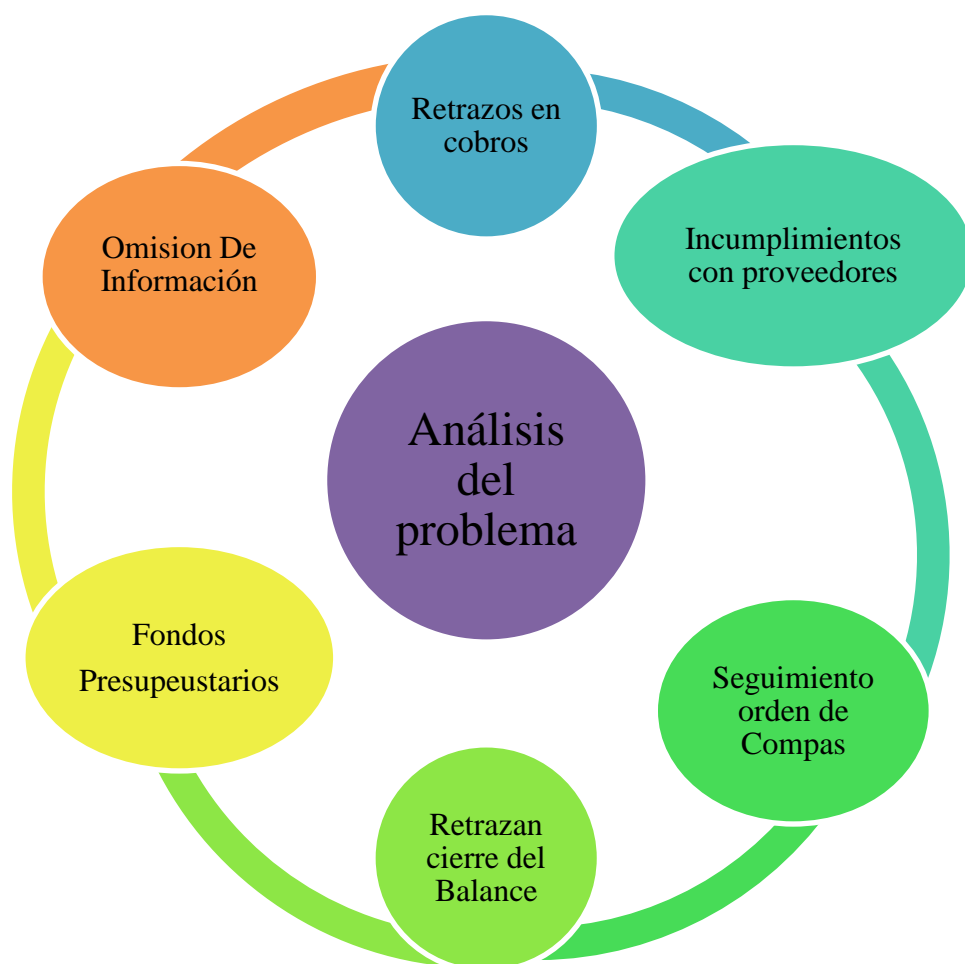 Retrazos en
cobros
Incumplimientos
con proveedores
Omision De
Información
Análisis
del
problema
Fondos
Presupeustarios
Seguimiento
orden de
Compas
Retrazan
cierre del
Balance